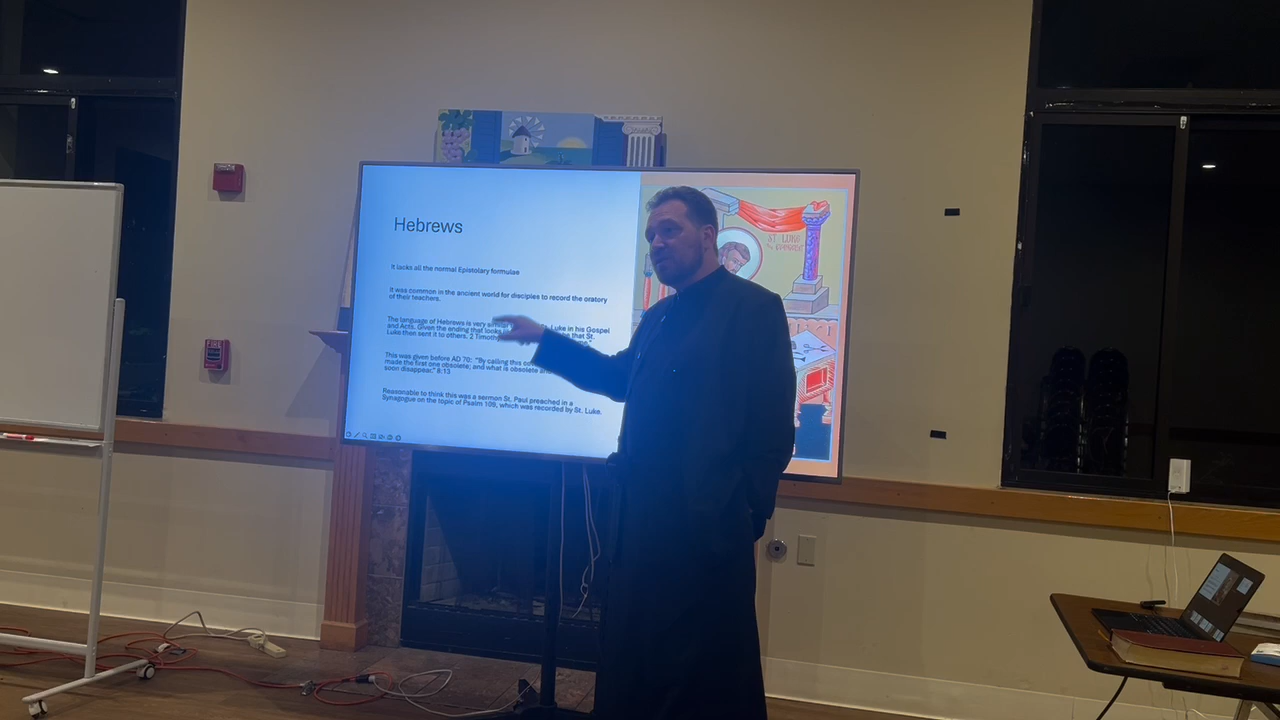 Hebrews
It lacks all the normal Epistolary formulae
It was common in the ancient world for disciples to record the oratory
of their teachers.
The language of Hebrews is very Luke in his Gospel
and Acts. Given the ending that looks be that St.
Luke then sent it to others. 2 Timothy
This was given before AD 70: "By calling this
made the first one obsolete; and what is obsolete
soon disappear." 8:13
Reasonable to think this was a sermon St. Paul preached in a
Synagogue on the topic of Psalm 109, which was recorded by St. Luke.
ST LUKE
FIRE